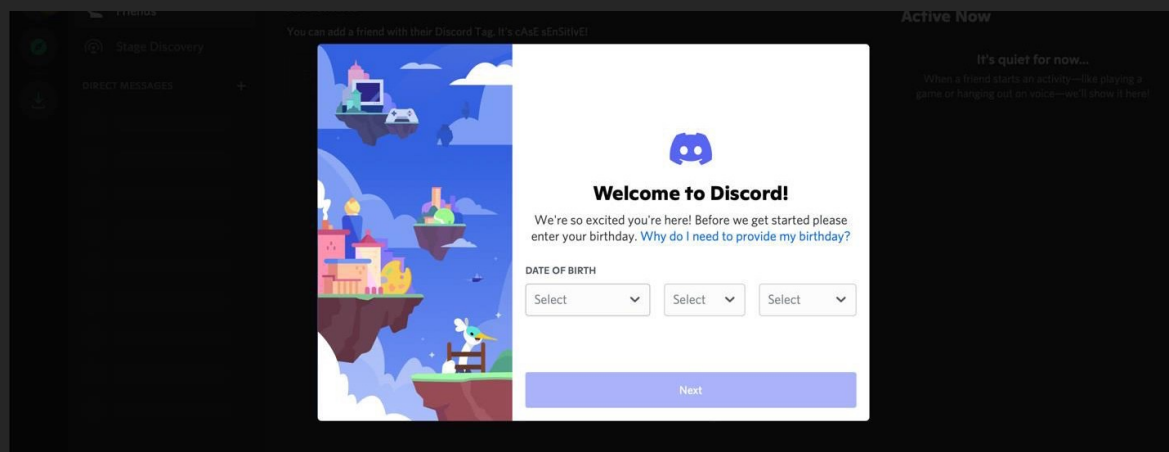 Friends
Stage Discovery
DIRECT MESSAGES +
You can add a friend with their Discord Tag. It's cAsE sEnSitIvE!
Welcome to Discord!
We're so excited you're here! Before we get started please
enter your birthday. Why do I need to provide my birthday?
DATE OF BIRTH
Select Select Select
Next
Active Now
It's quiet for now...
When a friend starts an activity—like playing a
game or hanging out on voice—we'll show it here!